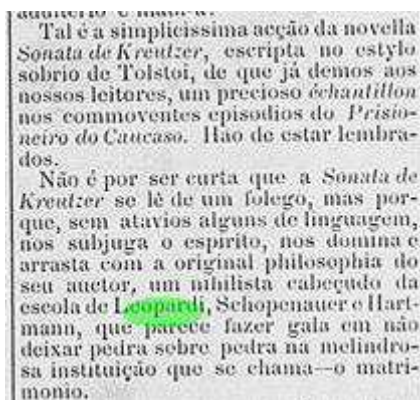 adulterio e matal-a.
Tal é a simplicissima acção da novella
Sonata de Kreutzer, escripta no estylo
sobrio de Tolstoi, de que já demos aos
nossos leitores, um precioso échantillon
nos commoventes episodios do Prisio-
neiro do Caucaso. Hão de estar lembra-
dos.
Não é por ser curta que a Sonata de
Kreutzer se lê de um folego, mas por-
que, sem atavios alguns de linguagem,
nos subjuga o espirito, nos domina e
arrasta com a original philosophia do
seu auctor, um nihilista cabeçudo da
escola de Leopardi, Schopenauer e Hart-
mann, que parece fazer gala em não
deixar pedra sobre pedra na melindro-
sa instituição que se chama—o matri-
monio.